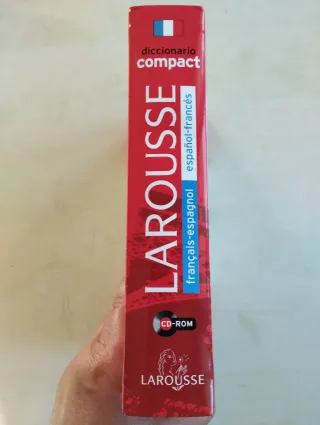 diccionario
compact
LAROUSSE
español-francés
français-espagnol
CD-ROM
LAROUSSE